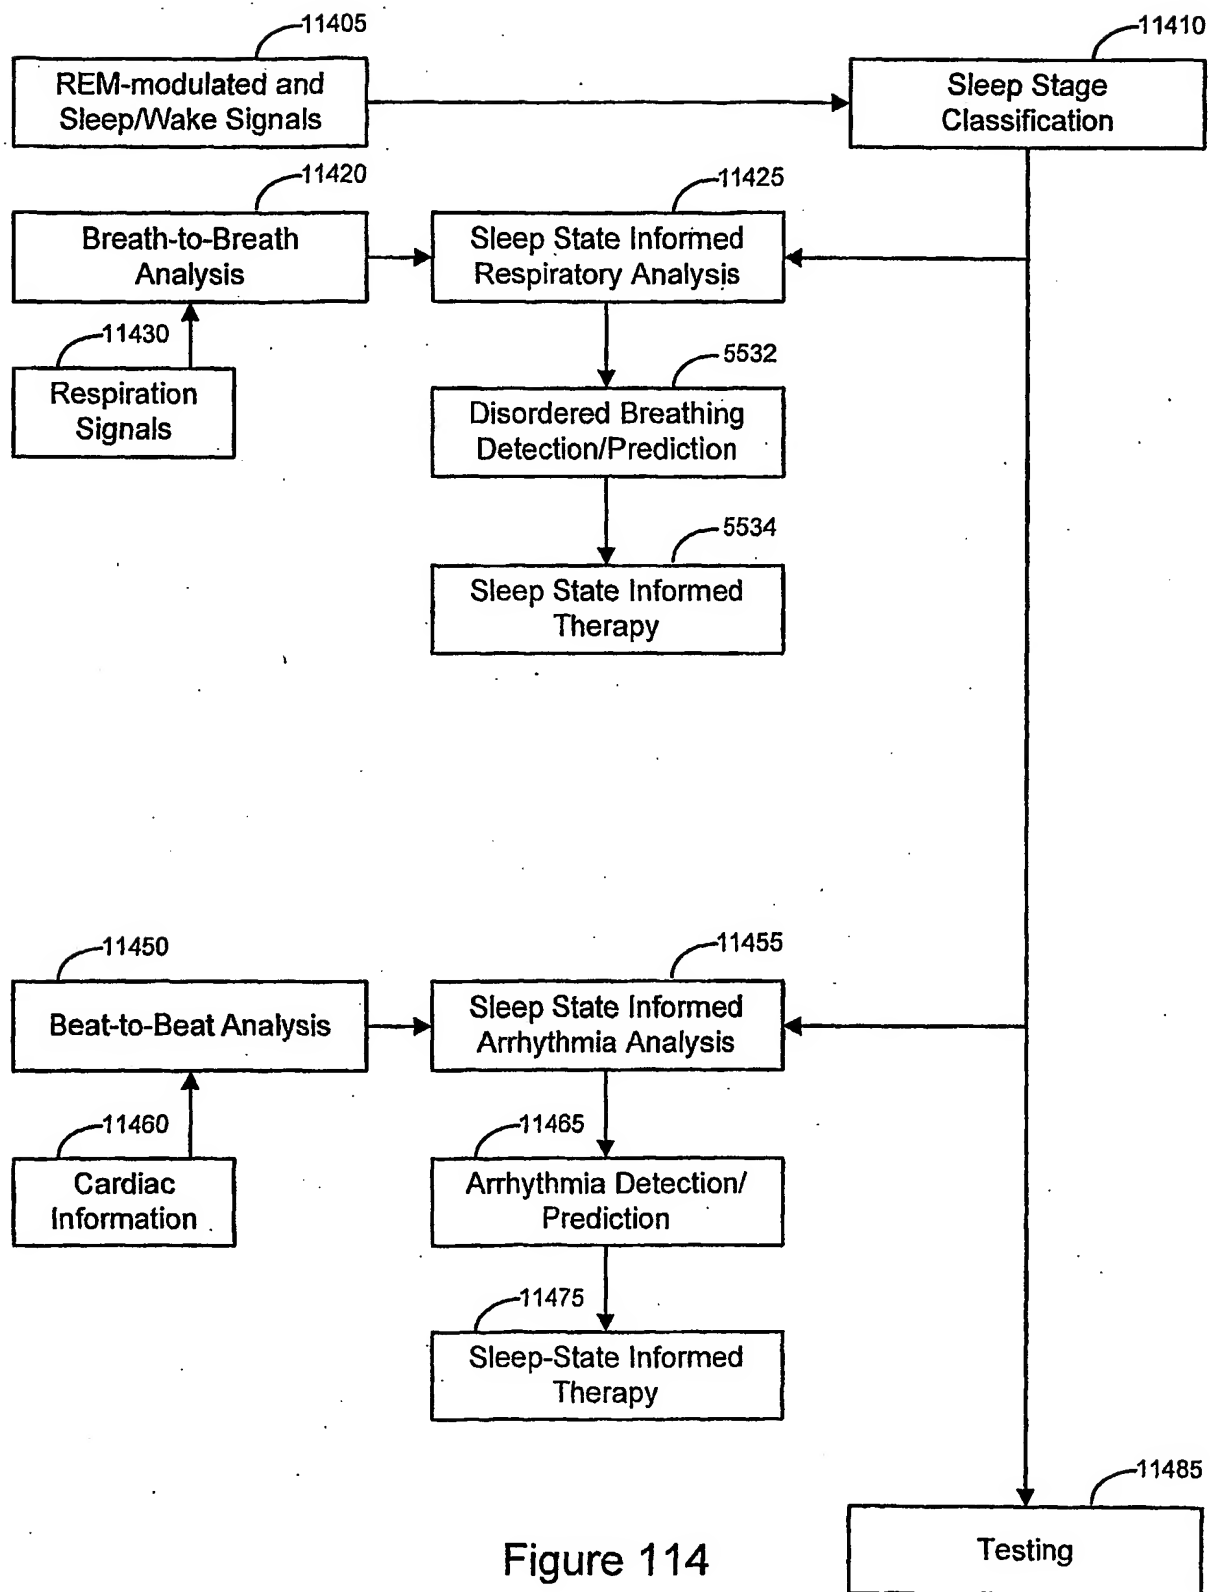 11405
REM-modulated and
Sleep/Wake Signals
11410
Sleep Stage
Classification
11420
Breath-to-Breath
Analysis
11425
Sleep State Informed
Respiratory Analysis
11430
Respiration
Signals
5532
Disordered Breathing
Detection/Prediction
5534
Sleep State Informed
Therapy
11450
Beat-to-Beat Analysis
11455
Sleep State Informed
Arrhythmia Analysis
11460
Cardiac
Information
11465
Arrhythmia Detection/
Prediction
11475
Sleep-State Informed
Therapy
11485
Testing
Figure 114